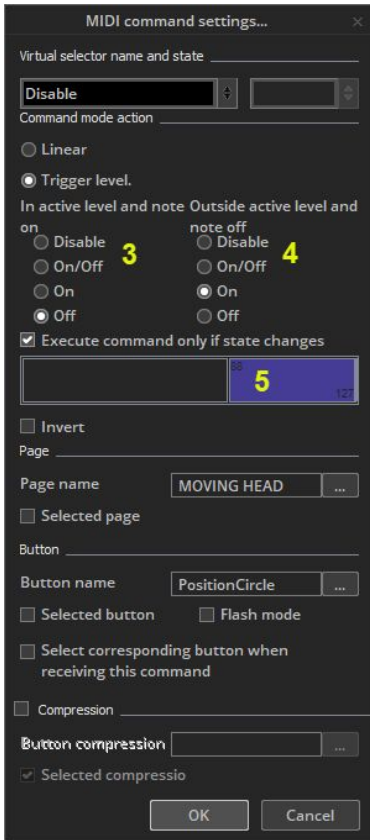 MIDI command settings...
Virtual selector name and state
Disable
Command mode action
Linear
Trigger level.
In active level and note Outside active level and
on note off
Disable 3 Disable 4
On/Off On/Off
On On
Off Off
Execute command only if state changes
68 5 127
Invert
Page
Page name MOVING HEAD ...
Selected page
Button
Button name PositionCircle ...
Selected button Flash mode
Select corresponding button when
receiving this command
Compression
Button compression ...
Selected compressio
OK Cancel